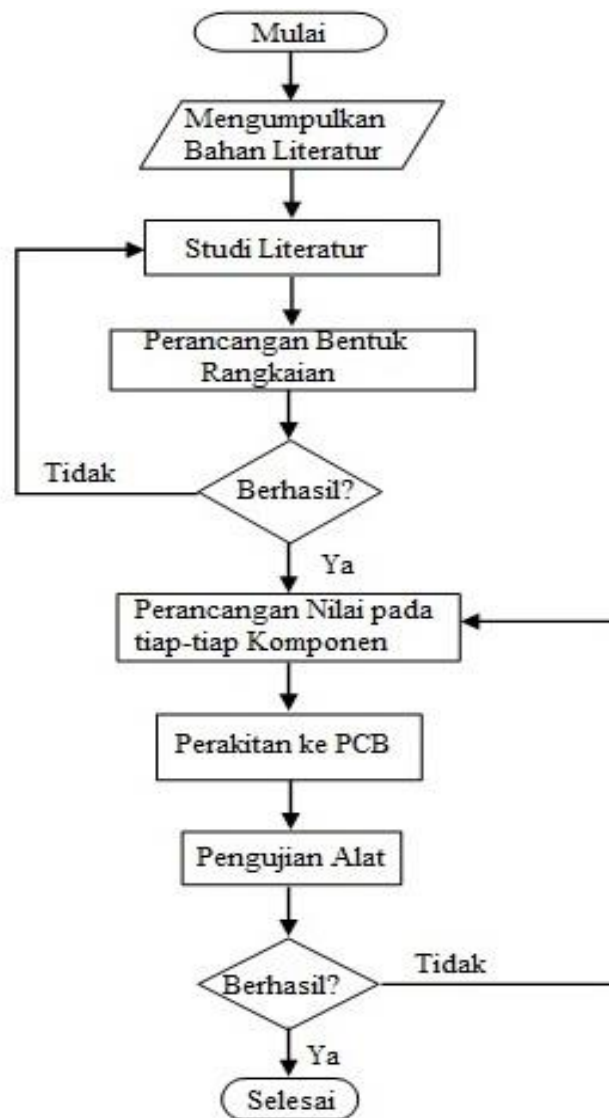 Mulai
Mengumpulkan
Bahan Literatur
Studi Literatur
Perancangan Bentuk
Rangkaian
Tidak
Berhasil?
Ya
Perancangan Nilai pada
tiap-tiap Komponen
Perakitan ke PCB
Pengujian Alat
Berhasil?
Tidak
Ya
Selesai